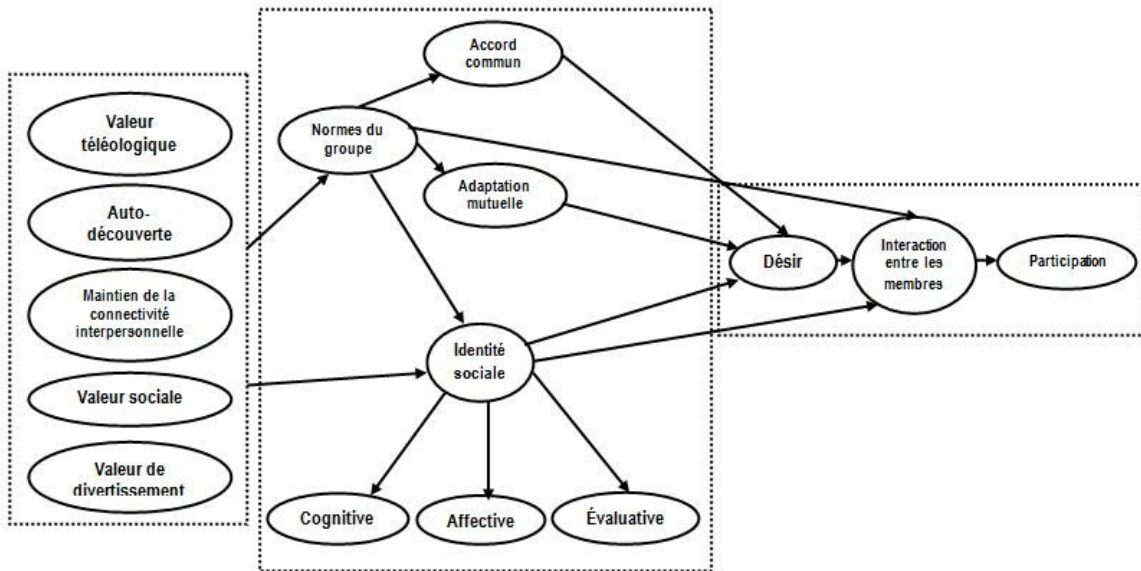 Valeur
téléologique
Auto-
découverte
Maintien de la
connectivité
interpersonnelle
Valeur sociale
Valeur de
divertissement
Accord
commun
Normes du
groupe
Adaptation
mutuelle
Identité
sociale
Cognitive
Affective
Évaluative
Désir
Interaction
entre les
membres
Participation